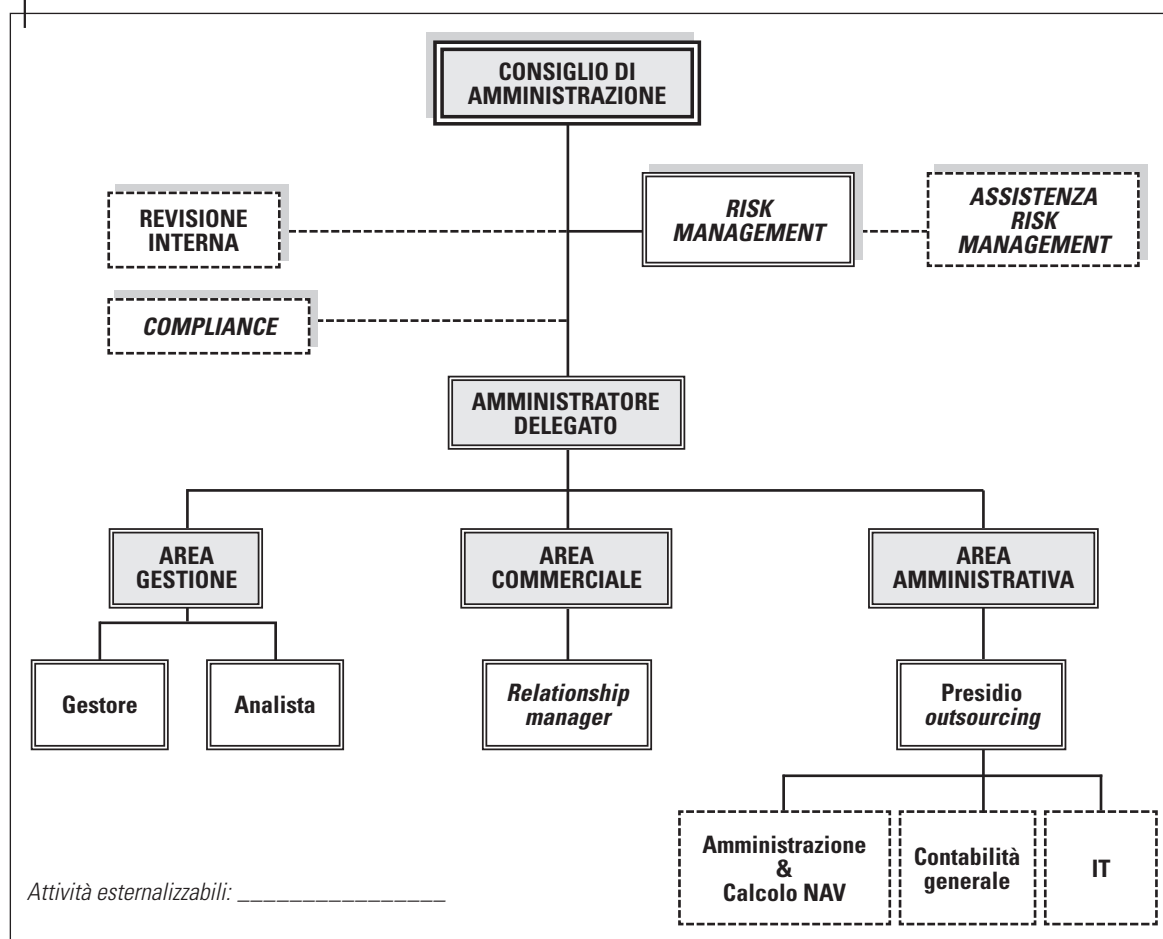 CONSIGLIO DI
AMMINISTRAZIONE
REVISIONE
INTERNA
RISK
MANAGEMENT
ASSISTENZA
RISK
MANAGEMENT
COMPLIANCE
AMMINISTRATORE
DELEGATO
AREA
GESTIONE
AREA
COMMERCIALE
AREA
AMMINISTRATIVA
Gestore
Analista
Relationship
manager
Presidio
outsourcing
Amministrazione
&
Calcolo NAV
Contabilità
generale
IT
Attività esternalizzabili: ________________